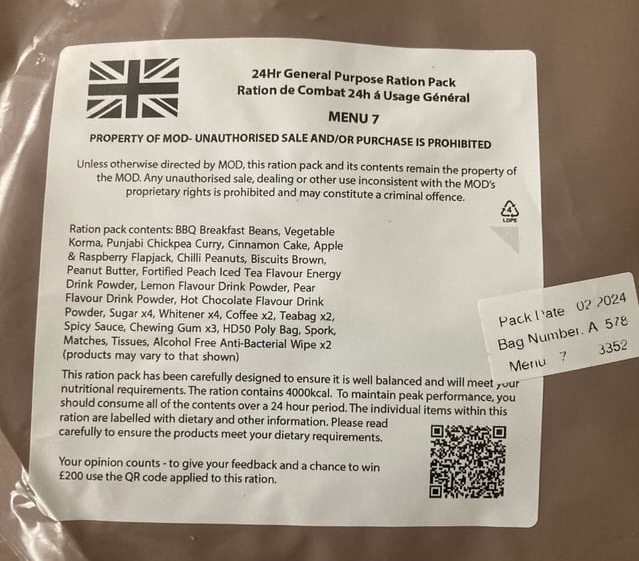 24Hr General Purpose Ration Pack
Ration de Combat 24h á Usage Général
MENU 7
PROPERTY OF MOD- UNAUTHORISED SALE AND/OR PURCHASE IS PROHIBITED
Unless otherwise directed by MOD, this ration pack and its contents remain the property of
the MOD. Any unauthorised sale, dealing or other use inconsistent with the MOD's
proprietary rights is prohibited and may constitute a criminal offence.
4
LDPE
Ration pack contents: BBQ Breakfast Beans, Vegetable
Korma, Punjabi Chickpea Curry, Cinnamon Cake, Apple
& Raspberry Flapjack, Chilli Peanuts, Biscuits Brown,
Peanut Butter, Fortified Peach Iced Tea Flavour Energy
Drink Powder, Lemon Flavour Drink Powder, Pear
Flavour Drink Powder, Hot Chocolate Flavour Drink
Powder, Sugar x4, Whitener x4, Coffee x2, Teabag x2,
Spicy Sauce, Chewing Gum x3, HD50 Poly Bag, Spork,
Matches, Tissues, Alcohol Free Anti-Bacterial Wipe x2
(products may vary to that shown)
Pack Date 02 2024
Bag Number. A 578
Menu 7 3352
This ration pack has been carefully designed to ensure it is well balanced and will meet your
nutritional requirements. The ration contains 4000kcal. To maintain peak performance, you
should consume all of the contents over a 24 hour period. The individual items within this
ration are labelled with dietary and other information. Please read
carefully to ensure the products meet your dietary requirements.
Your opinion counts - to give your feedback and a chance to win
£200 use the QR code applied to this ration.